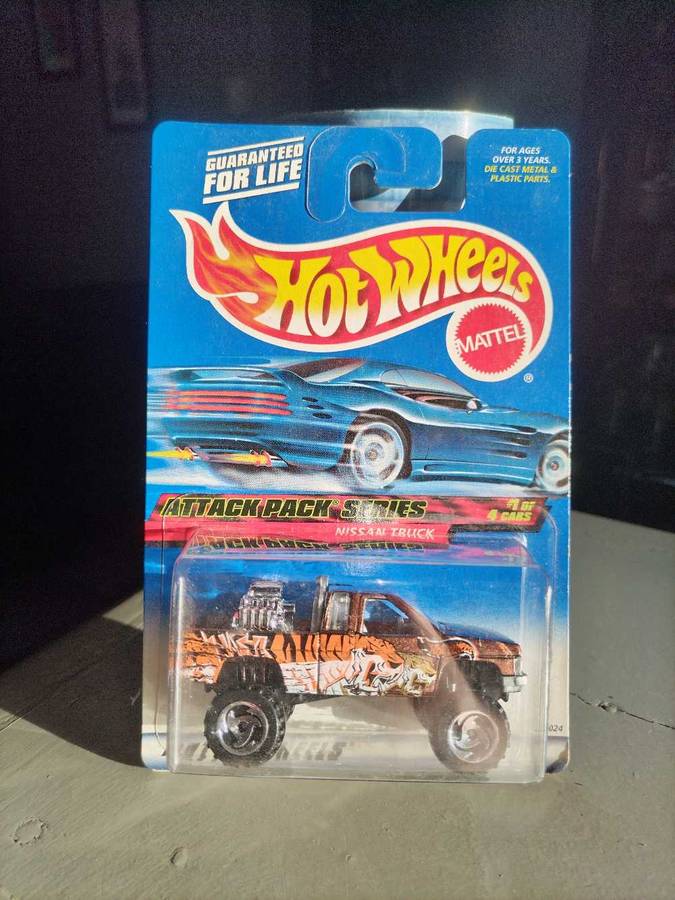 GUARANTEED
FOR LIFE
FOR AGES
OVER 3 YEARS.
DIE CAST METAL &
PLASTIC PARTS.
HOT WHEELS
MATTEL
®
ATTACK PACK® SERIES
#1 OF
4 CARS
NISSAN TRUCK
024
WHEELS